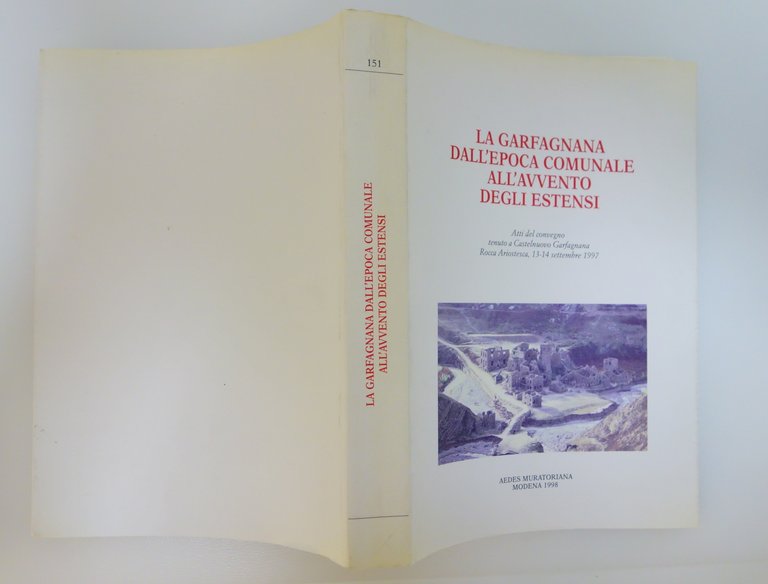 151
LA GARFAGNANA DALL'EPOCA COMUNALE
ALL'AVVENTO DEGLI ESTENSI
LA GARFAGNANA
DALL'EPOCA COMUNALE
ALL'AVVENTO
DEGLI ESTENSI
Atti del convegno
tenuto a Castelnuovo Garfagnana
Rocca Ariostesca, 13-14 settembre 1997
AEDES MURATORIANA
MODENA 1998